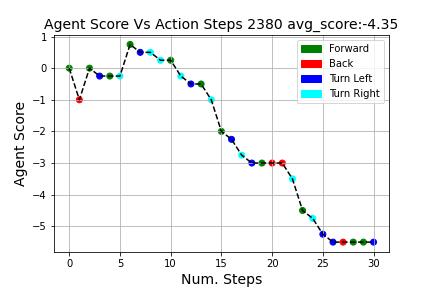 Agent Score Vs Action Steps 2380 avg_score:-4.35
Agent Score
1
0
−1
−2
−3
−4
−5
Forward
Back
Turn Left
Turn Right
0 5 10 15 20 25 30
Num. Steps